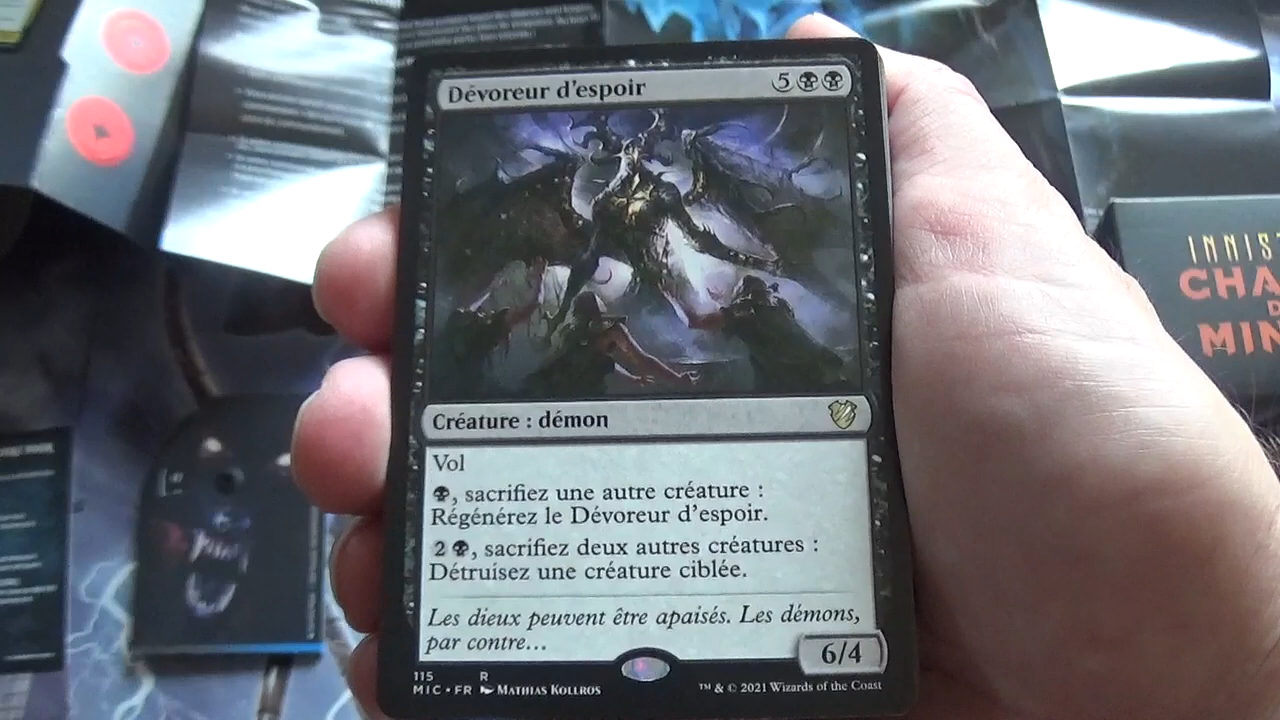 Dévoreur d'espoir 5
Créature : démon
Vol
, sacrifiez une autre créature :
Régénérez le Dévoreur d'espoir.
2 , sacrifiez deux autres créatures :
Détruisez une créature ciblée.
Les dieux peuvent être apaisés. Les démons,
par contre...
6/4
115 R
MIC • FR Mathias Kollros
™ & © 2021 Wizards of the Coast
INNIS
CHA
D
MIN